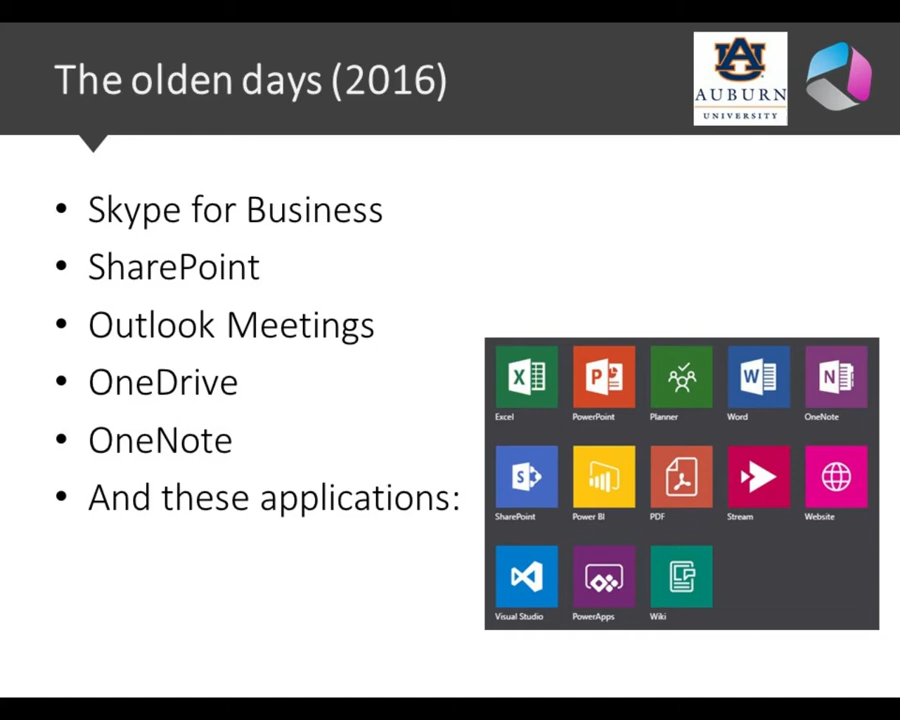 The olden days (2016)
AUBURN
UNIVERSITY
• Skype for Business
• SharePoint
• Outlook Meetings
• OneDrive
• OneNote
• And these applications:
Excel PowerPoint Planner Word OneNote
SharePoint Power BI PDF Stream Website
Visual Studio PowerApps Wiki